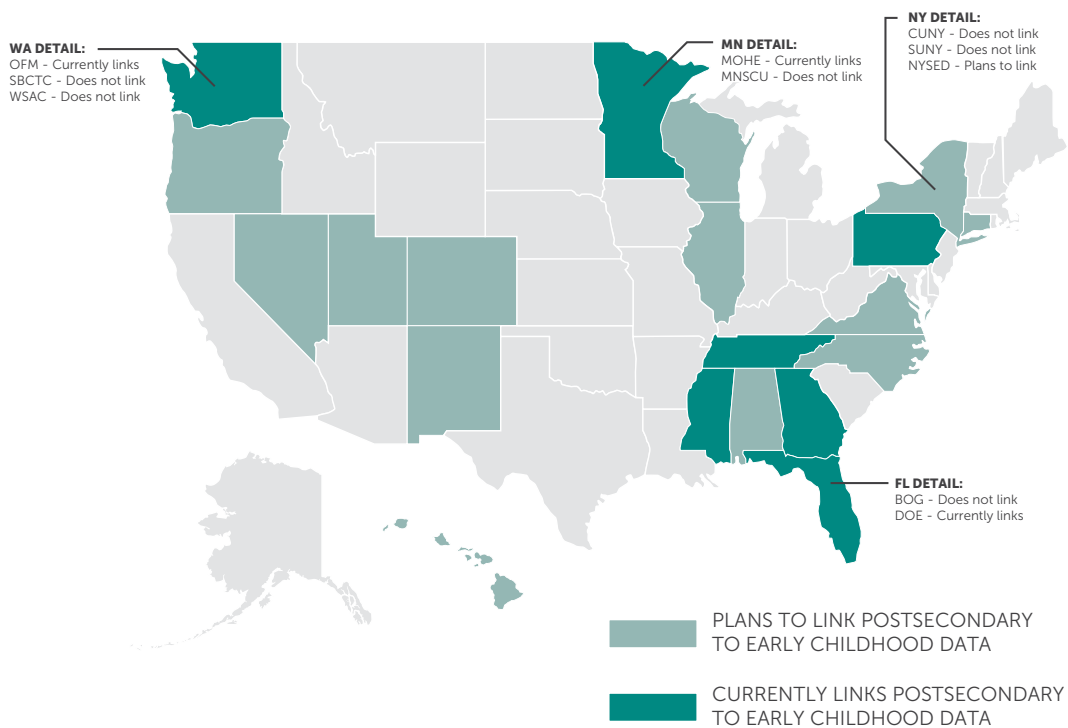 WA DETAIL:
OFM - Currently links
SBCTC - Does not link
WSAC - Does not link
MN DETAIL:
MOHE - Currently links
MNSCU - Does not link
NY DETAIL:
CUNY - Does not link
SUNY - Does not link
NYSED - Plans to link
FL DETAIL:
BOG - Does not link
DOE - Currently links
PLANS TO LINK POSTSECONDARY
TO EARLY CHILDHOOD DATA
CURRENTLY LINKS POSTSECONDARY
TO EARLY CHILDHOOD DATA